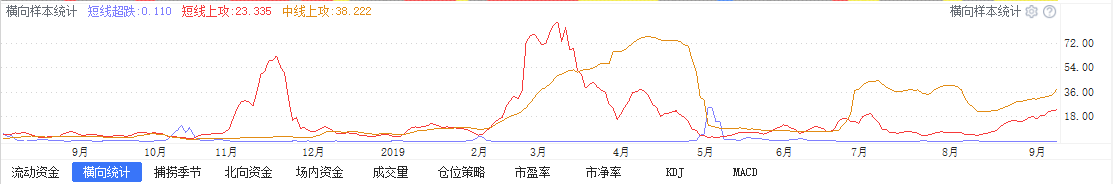 横向样本统计 短线超跌:0.110 短线上攻:23.335 中线上攻:38.222 横向样本统计
72.00
54.00
36.00
18.00
9月 10月 11月 12月 2019 2月 3月 4月 5月 6月 7月 8月 9月
流动资金 横向统计 捕捞季节 北向资金 场内资金 成交量 仓位策略 市盈率 市净率 KDJ MACD